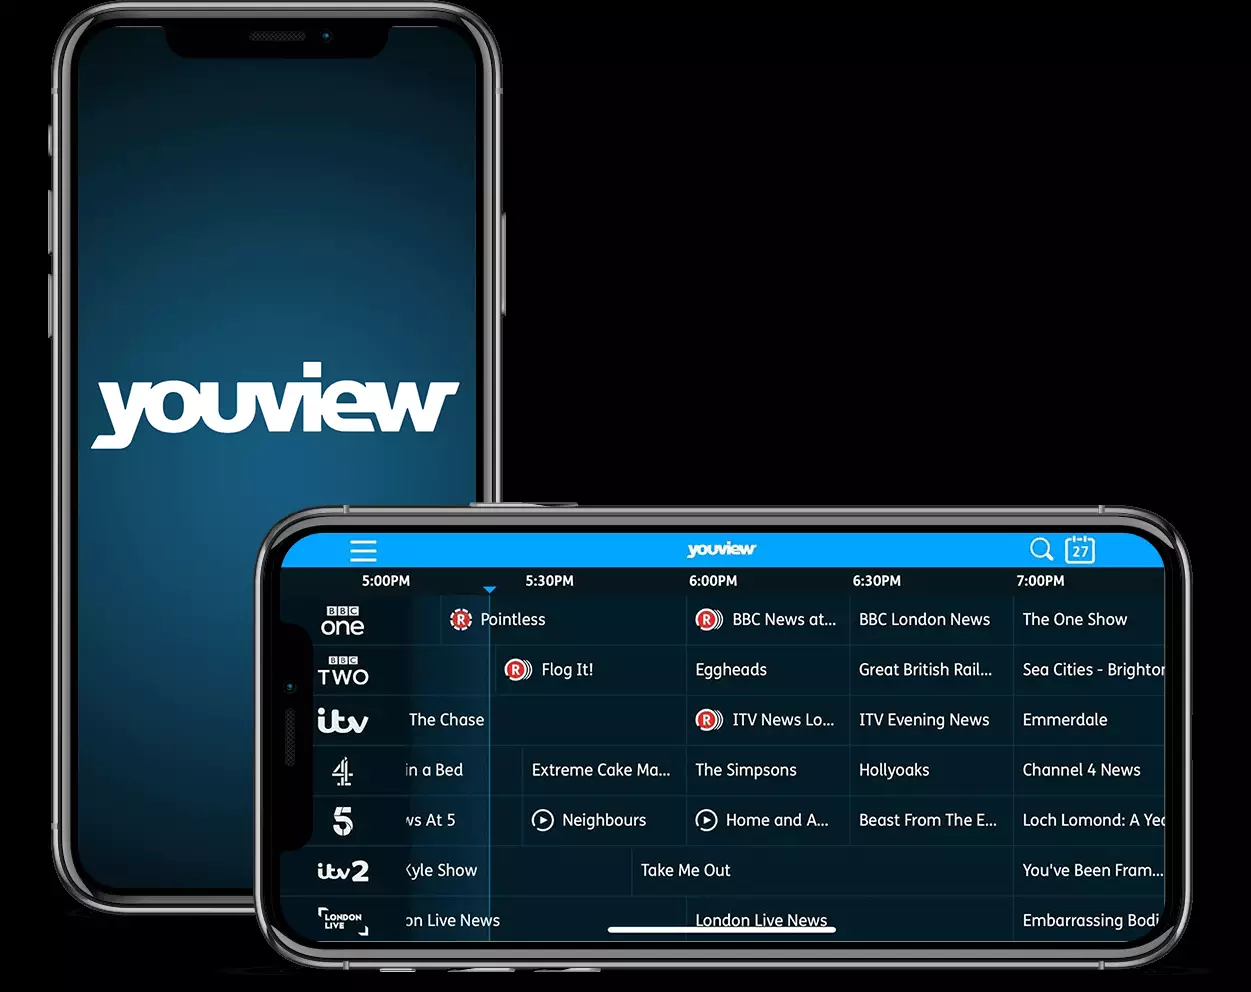 youview
youview
27
5:00PM 5:30PM 6:00PM 6:30PM 7:00PM
BBC
one
R Pointless
R BBC News at...
BBC London News
The One Show
BBC
TWO
R Flog It!
Eggheads
Great British Rail...
Sea Cities - Brighton
itv
The Chase
R ITV News Lo...
ITV Evening News
Emmerdale
4
in a Bed
Extreme Cake Ma...
The Simpsons
Hollyoaks
Channel 4 News
5
ws At 5
Neighbours
Home and A...
Beast From The E...
Loch Lomond: A Yea
itv2
Kyle Show
Take Me Out
You've Been Fram...
LONDON
LIVE
on Live News
London Live News
Embarrassing Bodi